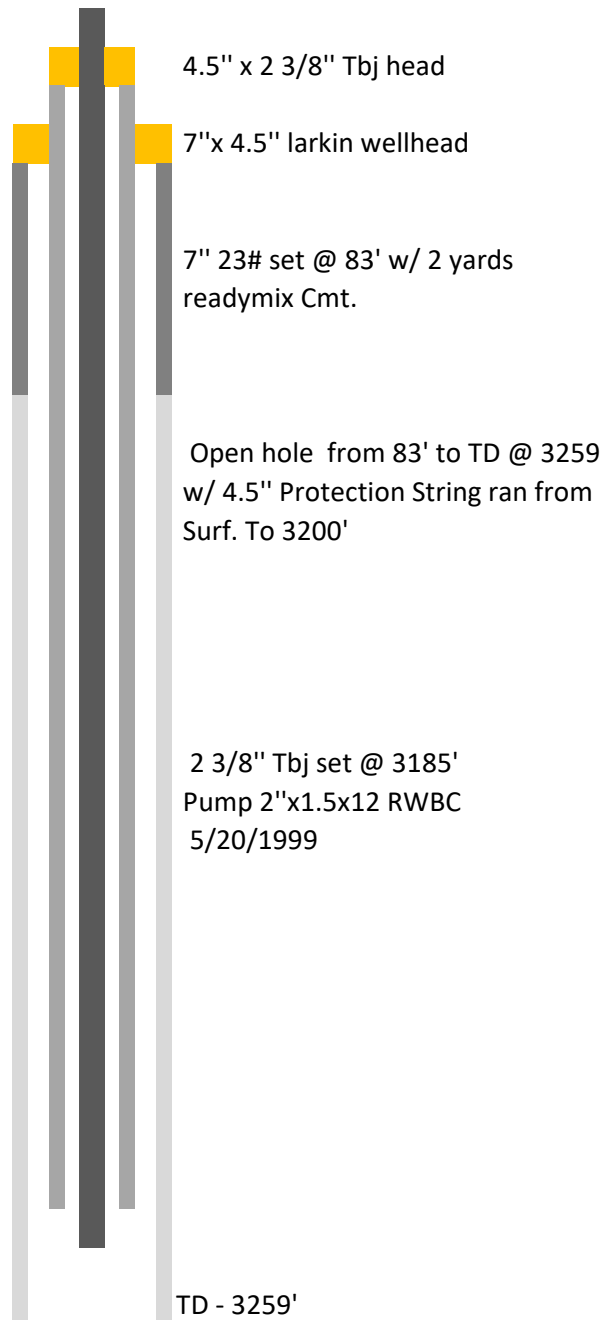 4.5'' x 2 3/8'' Tbj head
7''x 4.5'' larkin wellhead
7'' 23# set @ 83' w/ 2 yards
readymix Cmt.
Open hole  from 83' to TD @ 3259
w/ 4.5'' Protection String ran from
Surf. To 3200'
2 3/8'' Tbj set @ 3185'
Pump 2''x1.5x12 RWBC
5/20/1999
TD - 3259'